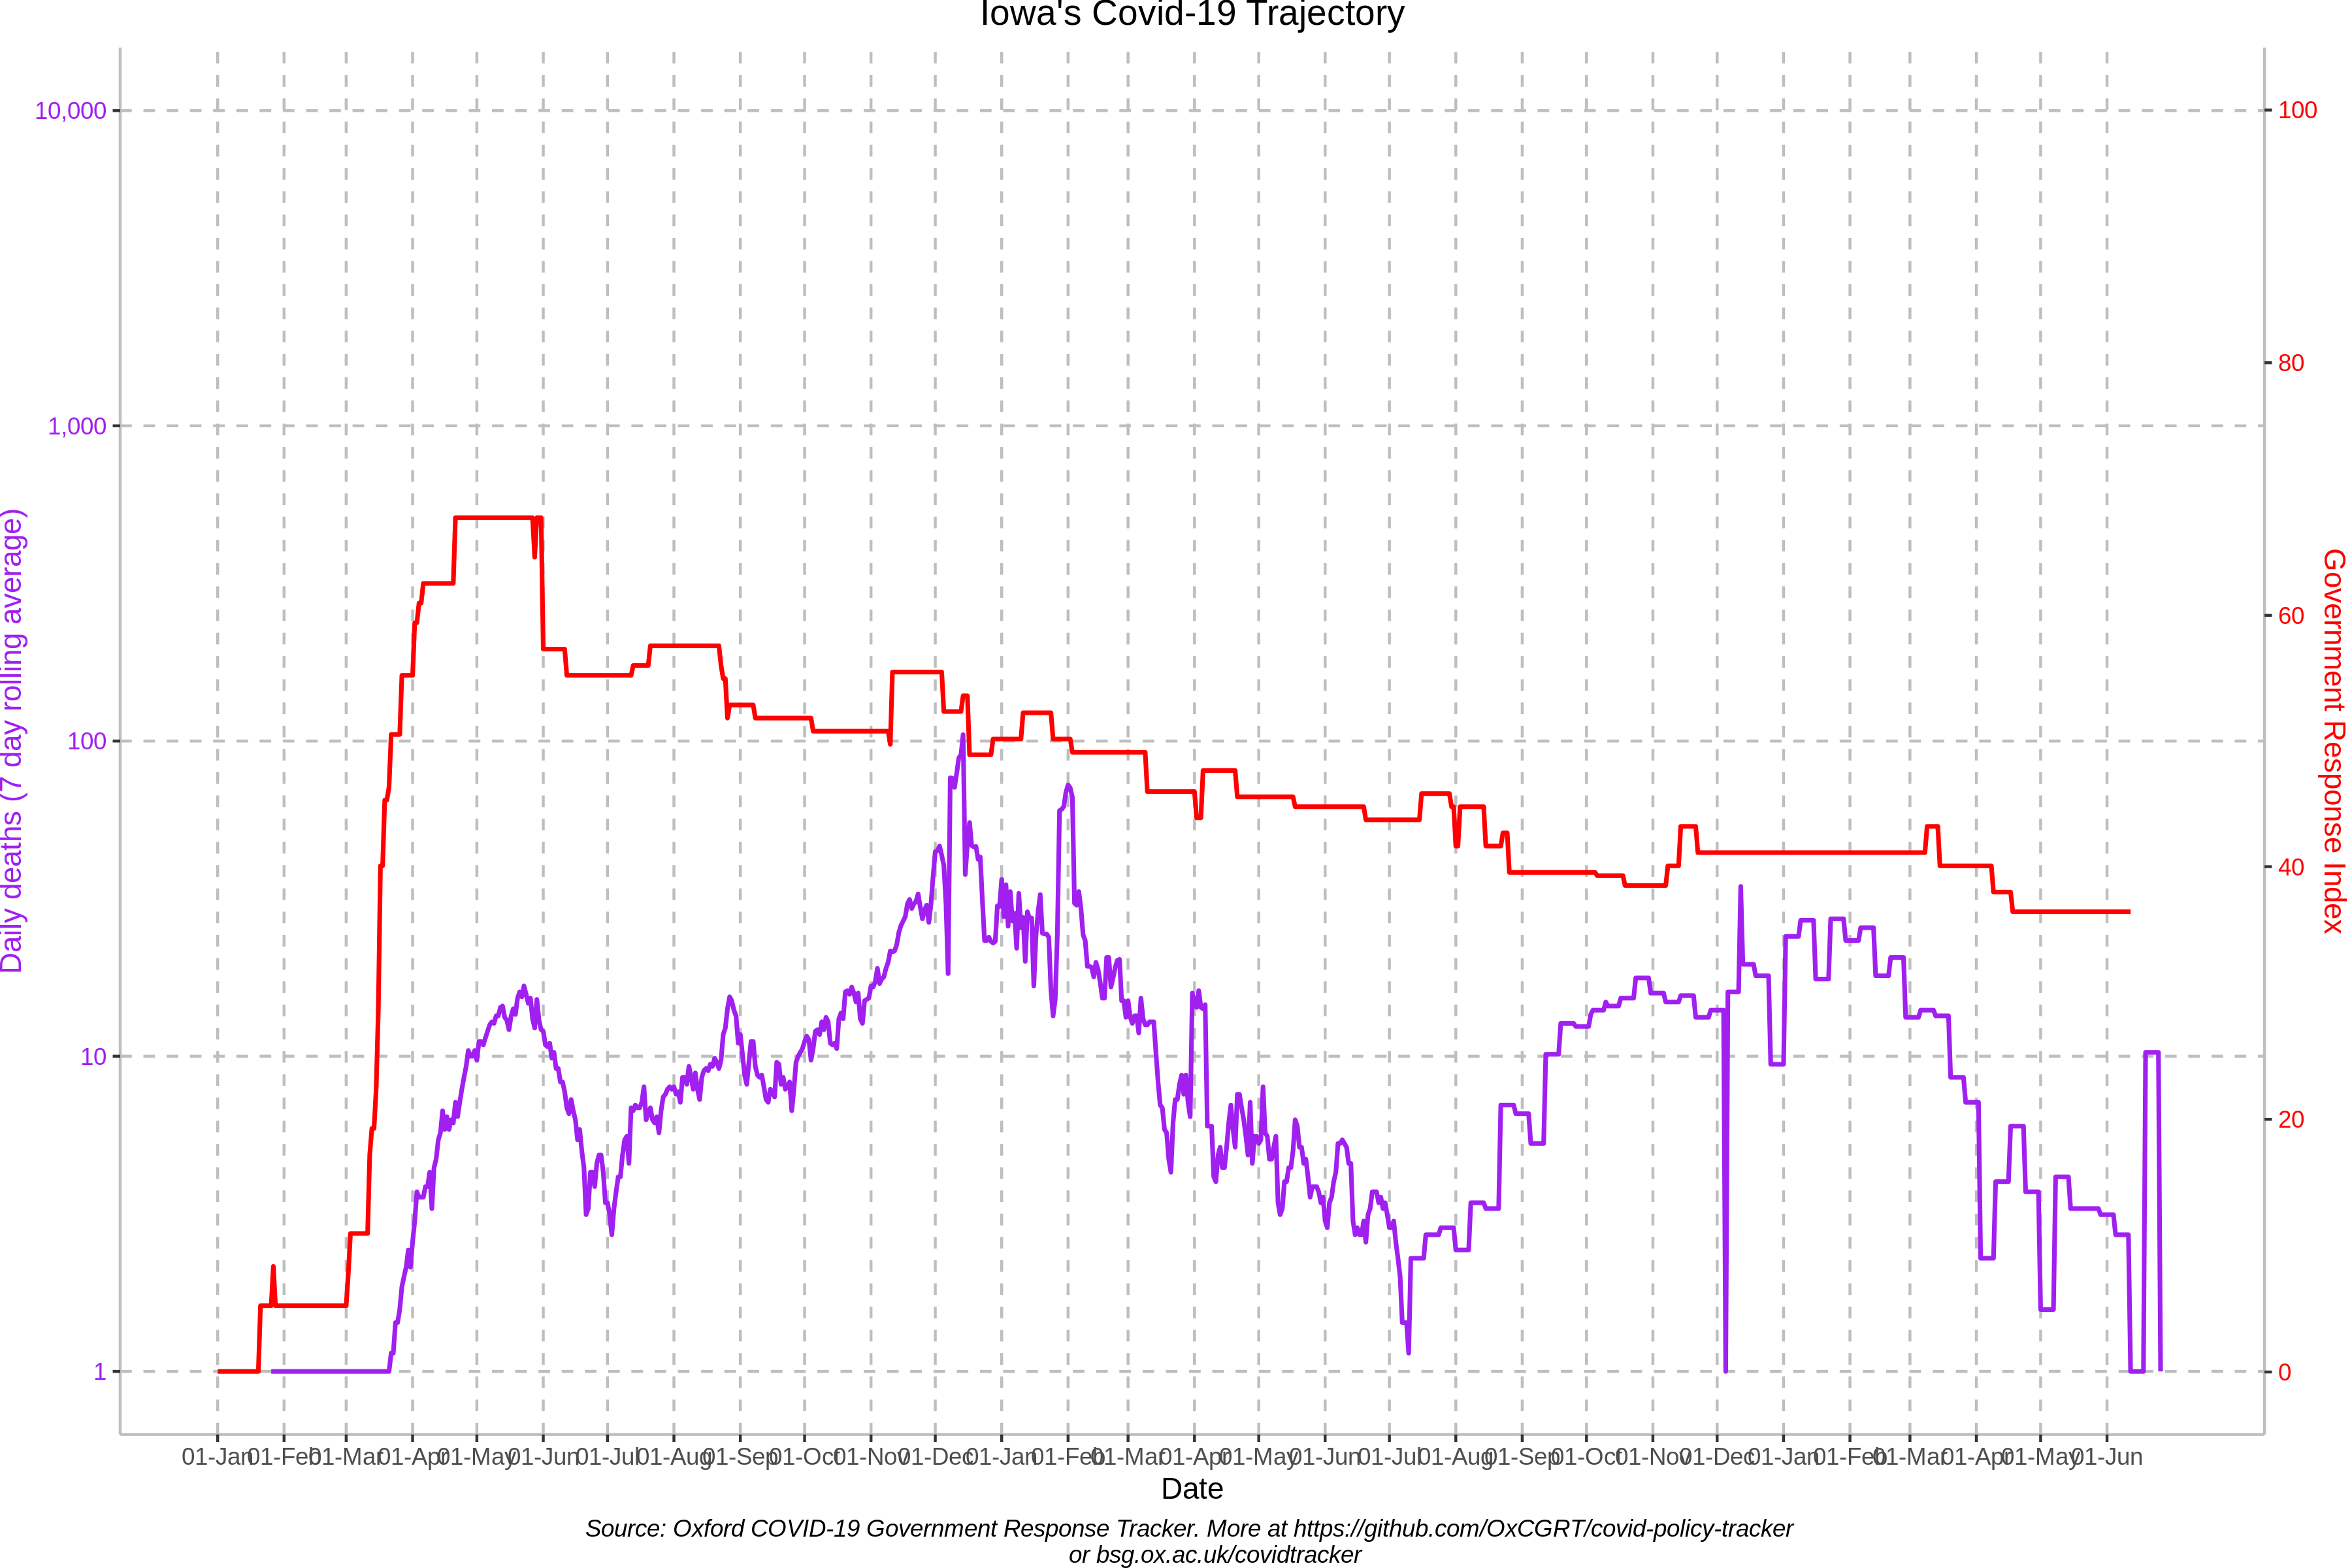 Iowa's Covid-19 Trajectory
10,000
1,000
100
10
1
Daily deaths (7 day rolling average)
100
80
60
40
20
0
Government Response Index
01-Jan 01-Feb 01-Mar 01-Apr 01-May 01-Jun 01-Jul 01-Aug 01-Sep 01-Oct 01-Nov 01-Dec 01-Jan 01-Feb 01-Mar 01-Apr 01-May 01-Jun 01-Jul 01-Aug 01-Sep 01-Oct 01-Nov 01-Dec 01-Jan 01-Feb 01-Mar 01-Apr 01-May 01-Jun
Date
Source: Oxford COVID-19 Government Response Tracker. More at https://github.com/OxCGRT/covid-policy-tracker
or bsg.ox.ac.uk/covidtracker